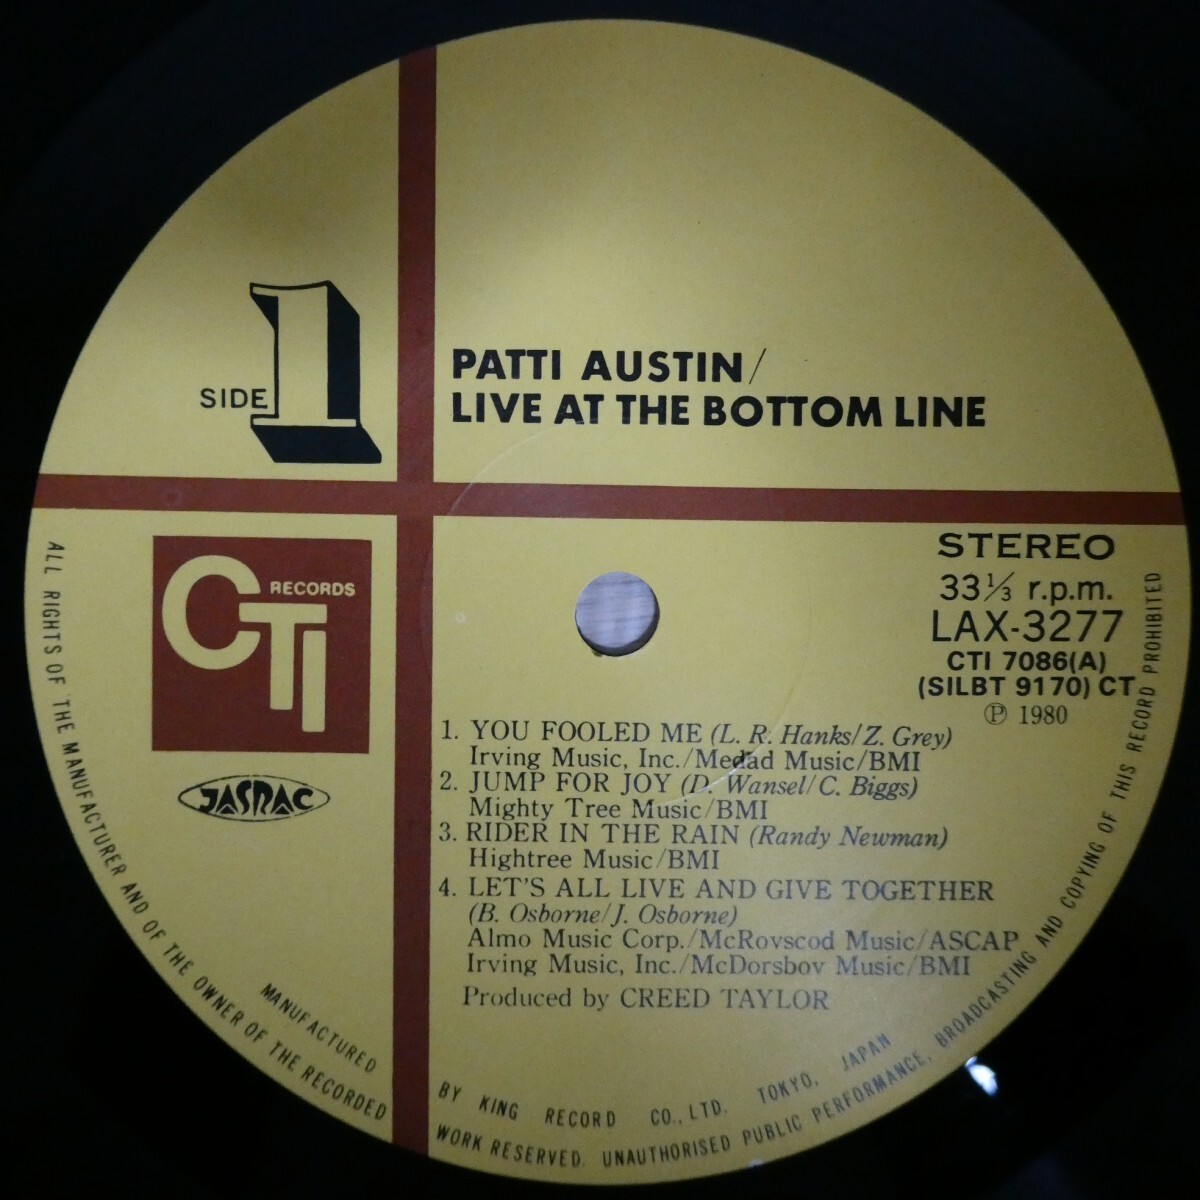 SIDE 1
PATTI AUSTIN/
LIVE AT THE BOTTOM LINE
CTI RECORDS
JASRAC
STEREO
33 1/3 r.p.m.
LAX-3277
CTI 7086(A)
(SILBT 9170) CT
Ⓟ 1980
1. YOU FOOLED ME (L. R. Hanks/Z. Grey)
Irving Music, Inc./Medad Music/BMI
2. JUMP FOR JOY (D. Wansel/C. Biggs)
Mighty Tree Music/BMI
3. RIDER IN THE RAIN (Randy Newman)
Hightree Music/BMI
4. LET'S ALL LIVE AND GIVE TOGETHER
(B. Osborne/J. Osborne)
Almo Music Corp./McRovscod Music/ASCAP
Irving Music, Inc./McDorsbov Music/BMI
Produced by CREED TAYLOR
MANUFACTURED BY KING RECORD CO., LTD. TOKYO, JAPAN
ALL RIGHTS OF THE MANUFACTURER AND OF THE OWNER OF THE RECORDED WORK RESERVED. UNAUTHORISED PUBLIC PERFORMANCE, BROADCASTING AND COPYING OF THIS RECORD PROHIBITED